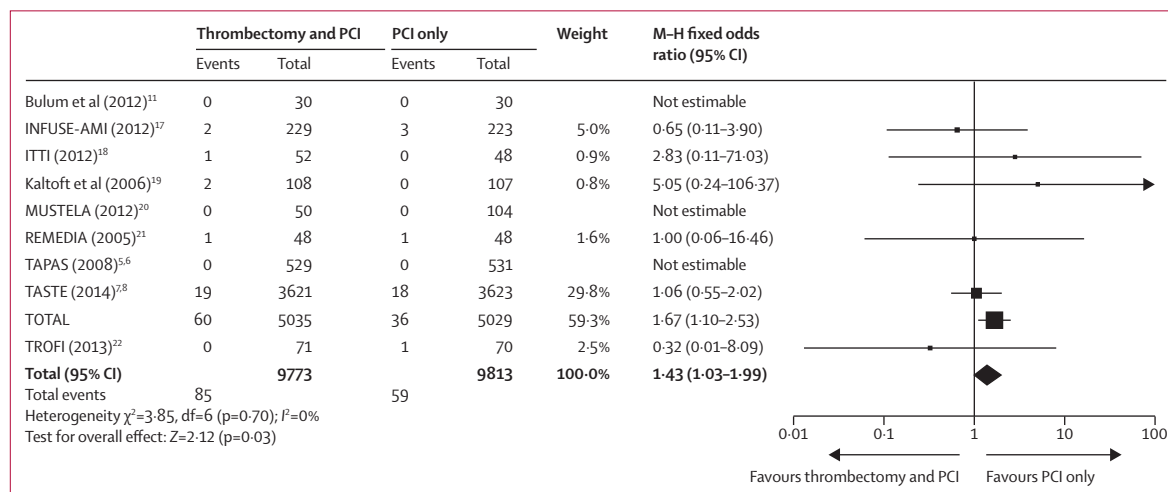 Thrombectomy and PCI PCI only Weight M–H fixed odds ratio (95% CI)
Events Total Events Total
Bulum et al (2012)¹¹ 0 30 0 30 Not estimable
INFUSE-AMI (2012)¹⁷ 2 229 3 223 5·0% 0·65 (0·11–3·90)
ITTI (2012)¹⁸ 1 52 0 48 0·9% 2·83 (0·11–71·03)
Kaltoft et al (2006)¹⁹ 2 108 0 107 0·8% 5·05 (0·24–106·37)
MUSTELA (2012)²⁰ 0 50 0 104 Not estimable
REMEDIA (2005)²¹ 1 48 1 48 1·6% 1·00 (0·06–16·46)
TAPAS (2008)⁵,⁶ 0 529 0 531 Not estimable
TASTE (2014)⁷,⁸ 19 3621 18 3623 29·8% 1·06 (0·55–2·02)
TOTAL 60 5035 36 5029 59·3% 1·67 (1·10–2·53)
TROFI (2013)²² 0 71 1 70 2·5% 0·32 (0·01–8·09)
Total (95% CI) 9773 9813 100·0% 1·43 (1·03–1·99)
Total events 85 59
Heterogeneity χ²=3·85, df=6 (p=0·70); I²=0%
Test for overall effect: Z=2·12 (p=0·03)
0·01 0·1 1 10 100
Favours thrombectomy and PCI Favours PCI only